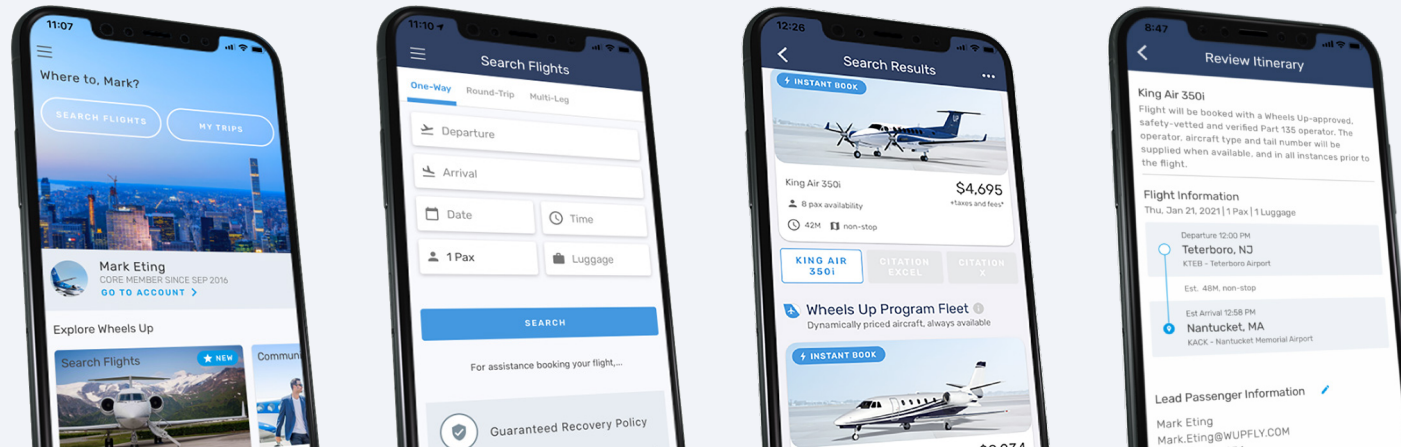 11:07
Where to, Mark?
SEARCH FLIGHTS
MY TRIPS
Mark Eting
CORE MEMBER SINCE SEP 2016
GO TO ACCOUNT >
Explore Wheels Up
Search Flights
NEW
11:10
Search Flights
One-Way
Round-Trip
Multi-Leg
Departure
Arrival
Date
Time
1 Pax
Luggage
SEARCH
For assistance booking your flight,...
Guaranteed Recovery Policy
12:26
Search Results
INSTANT BOOK
UP
King Air 350i
$4,695
8 pax availability
+taxes and fees*
42M
non-stop
KING AIR
350i
CITATION
EXCEL
CITATION
X
Wheels Up Program Fleet
Dynamically priced aircraft, always available
INSTANT BOOK
8:47
Review Itinerary
King Air 350i
Flight will be booked with a Wheels Up-approved,
safety-vetted and verified Part 135 operator. The
operator, aircraft type and tail number will be
supplied when available, and in all instances prior to
the flight.
Flight Information
Thu, Jan 21, 2021 | 1 Pax | 1 Luggage
Departure 12:00 PM
Teterboro, NJ
KTEB - Teterboro Airport
Est. 48M, non-stop
Est Arrival 12:58 PM
Nantucket, MA
KACK - Nantucket Memorial Airport
Lead Passenger Information
Mark Eting
Mark.Eting@WUPFLY.COM